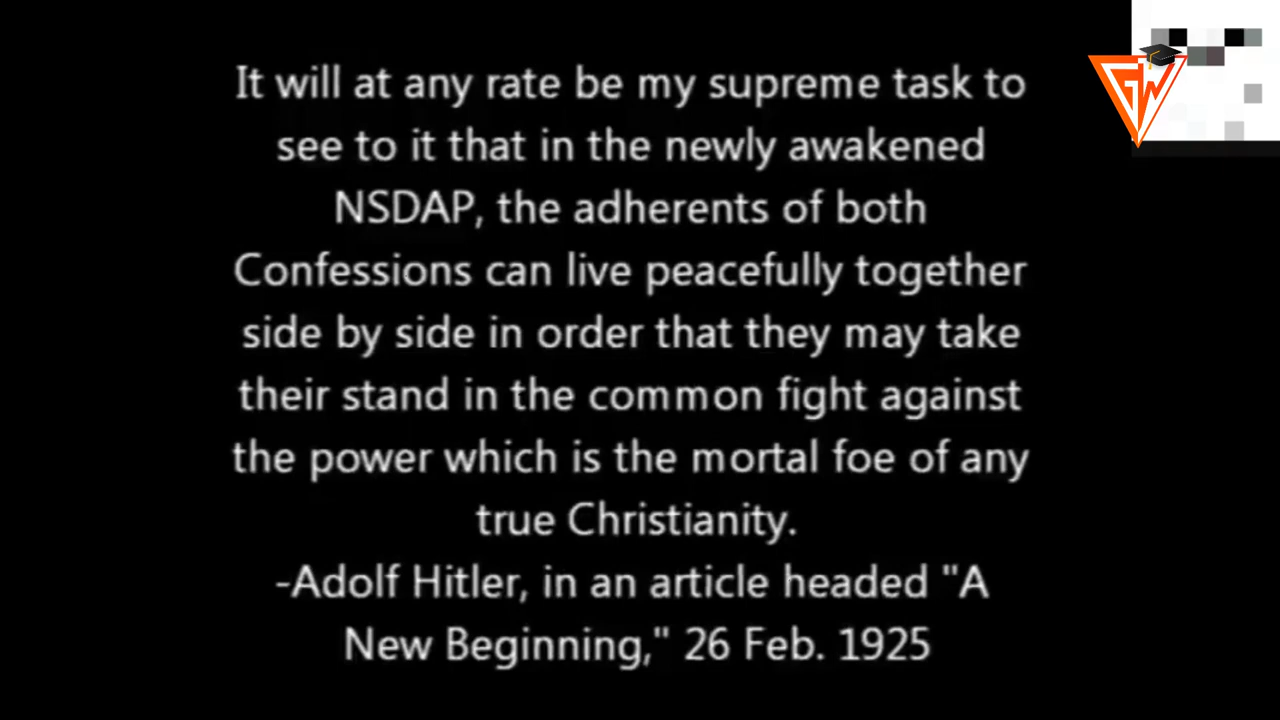 It will at any rate be my supreme task to
see to it that in the newly awakened
NSDAP, the adherents of both
Confessions can live peacefully together
side by side in order that they may take
their stand in the common fight against
the power which is the mortal foe of any
true Christianity.
-Adolf Hitler, in an article headed "A
New Beginning," 26 Feb. 1925
GW